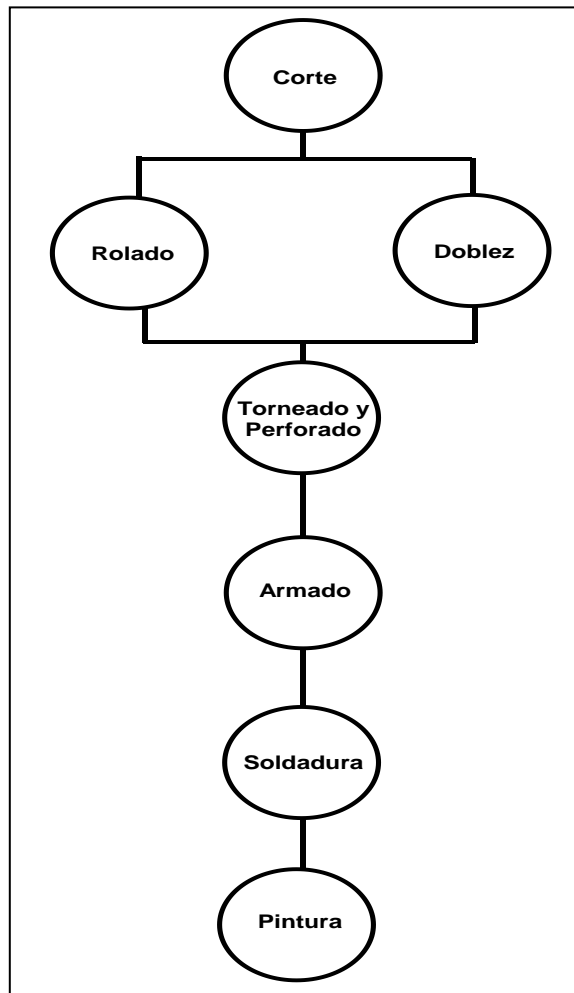 Corte
Rolado
Doblez
Torneado y
Perforado
Armado
Soldadura
Pintura